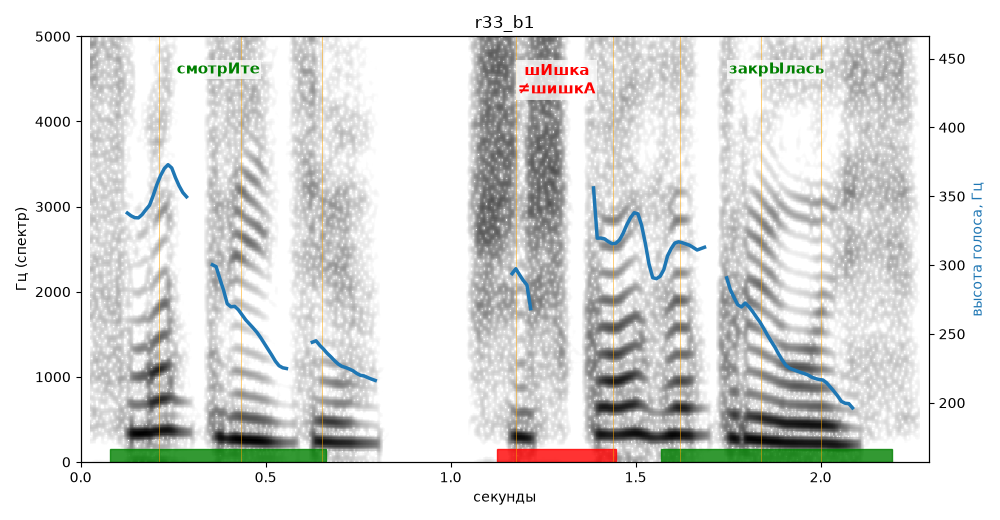 r33_b1
5000
4000
3000
2000
1000
0
Гц (спектр)
смотрИте
шИшка
≠шишкА
закрЫлась
450
400
350
300
250
200
высота голоса, Гц
0.0
0.5
1.0
1.5
2.0
секунды